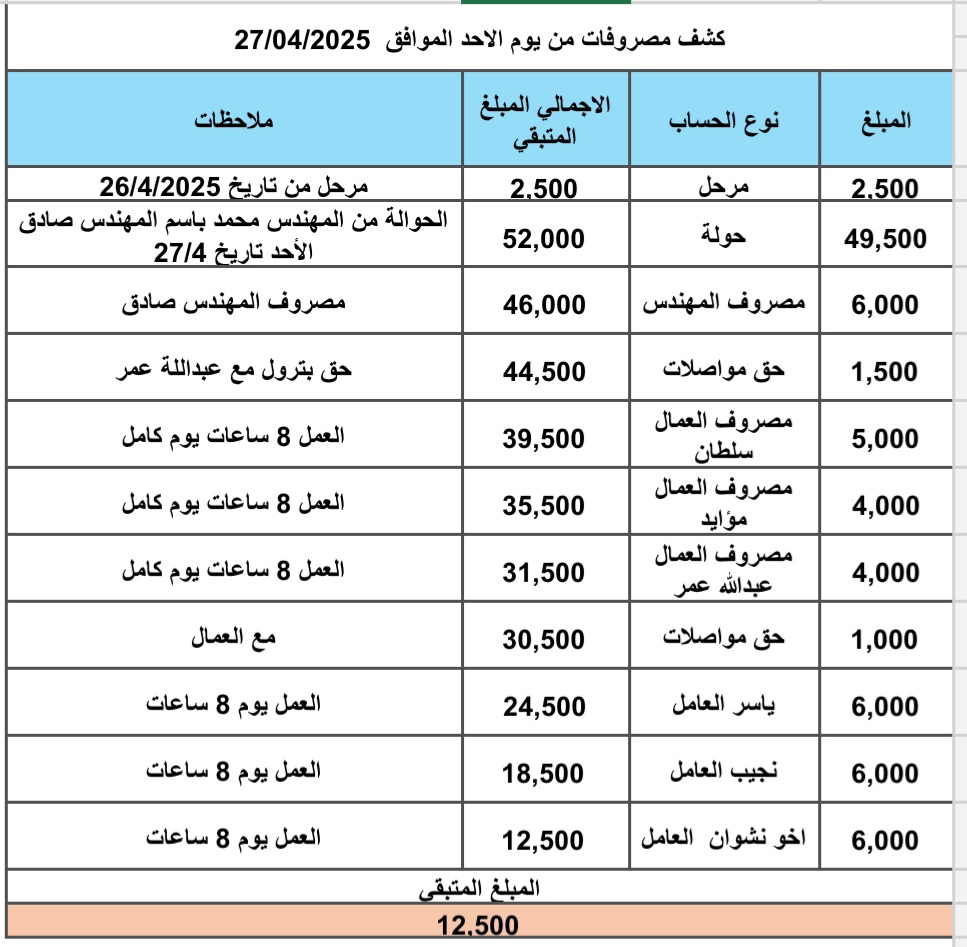 كشف مصروفات من يوم الاحد الموافق 27/04/2025
المبلغ نوع الحساب الاجمالي المبلغ المتبقي ملاحظات
2,500 مرحل 2,500 مرحل من تاريخ 26/4/2025
49,500 حولة 52,000 الحوالة من المهندس محمد باسم المهندس صادق الأحد تاريخ 27/4
6,000 مصروف المهندس 46,000 مصروف المهندس صادق
1,500 حق مواصلات 44,500 حق بترول مع عبداللة عمر
5,000 مصروف العمال سلطان 39,500 العمل 8 ساعات يوم كامل
4,000 مصروف العمال مؤايد 35,500 العمل 8 ساعات يوم كامل
4,000 مصروف العمال عبدالله عمر 31,500 العمل 8 ساعات يوم كامل
1,000 حق مواصلات 30,500 مع العمال
6,000 ياسر العامل 24,500 العمل يوم 8 ساعات
6,000 نجيب العامل 18,500 العمل يوم 8 ساعات
6,000 اخو نشوان العامل 12,500 العمل يوم 8 ساعات
المبلغ المتبقي
12,500